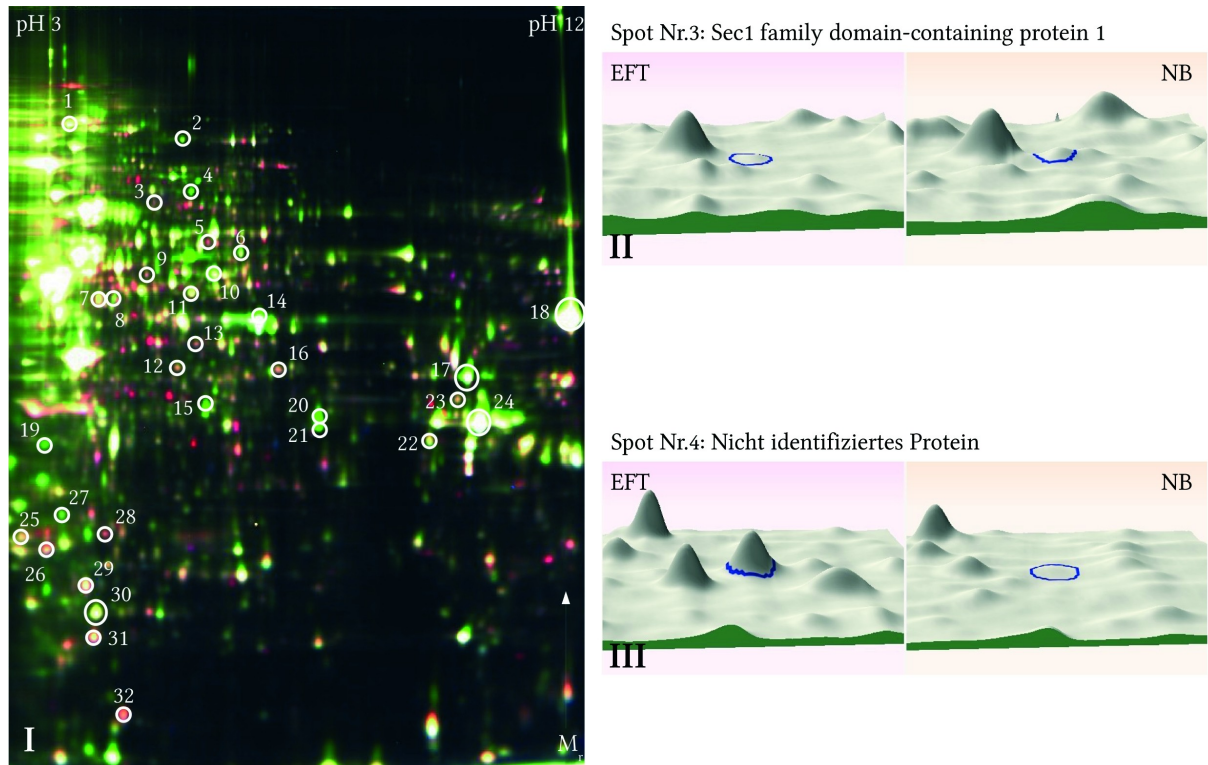 pH 3
pH 12
1
2
3
4
5
6
7
8
9
10
11
12
13
14
15
16
17
18
19
20
21
22
23
24
25
26
27
28
29
30
31
32
I
Mr
Spot Nr.3: Sec1 family domain-containing protein 1
EFT
NB
II
Spot Nr.4: Nicht identifiziertes Protein
EFT
NB
III